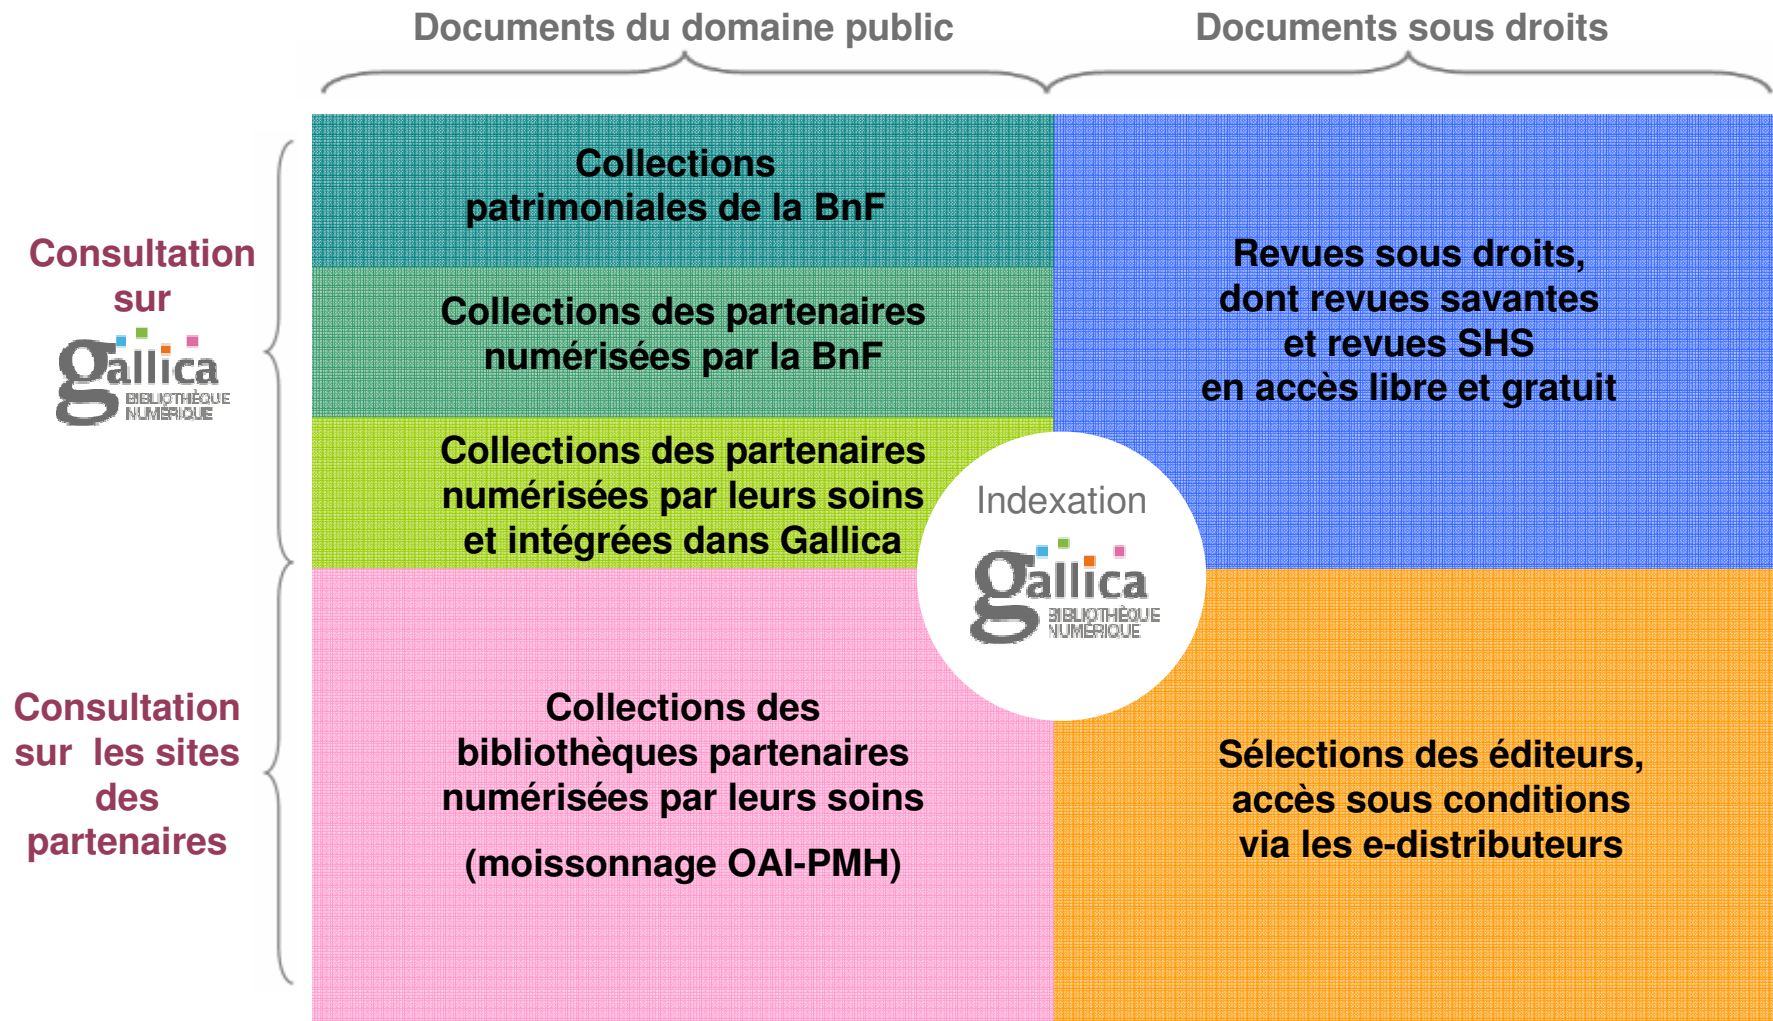 Documents du domaine public
Documents sous droits
Consultation
sur
gallica
BIBLIOTHÈQUE
NUMÉRIQUE
Collections
patrimoniales de la BnF
Collections des partenaires
numérisées par la BnF
Collections des partenaires
numérisées par leurs soins
et intégrées dans Gallica
Revues sous droits,
dont revues savantes
et revues SHS
en accès libre et gratuit
Indexation
gallica
BIBLIOTHÈQUE
NUMÉRIQUE
Consultation
sur les sites
des
partenaires
Collections des
bibliothèques partenaires
numérisées par leurs soins
(moissonnage OAI-PMH)
Sélections des éditeurs,
accès sous conditions
via les e-distributeurs